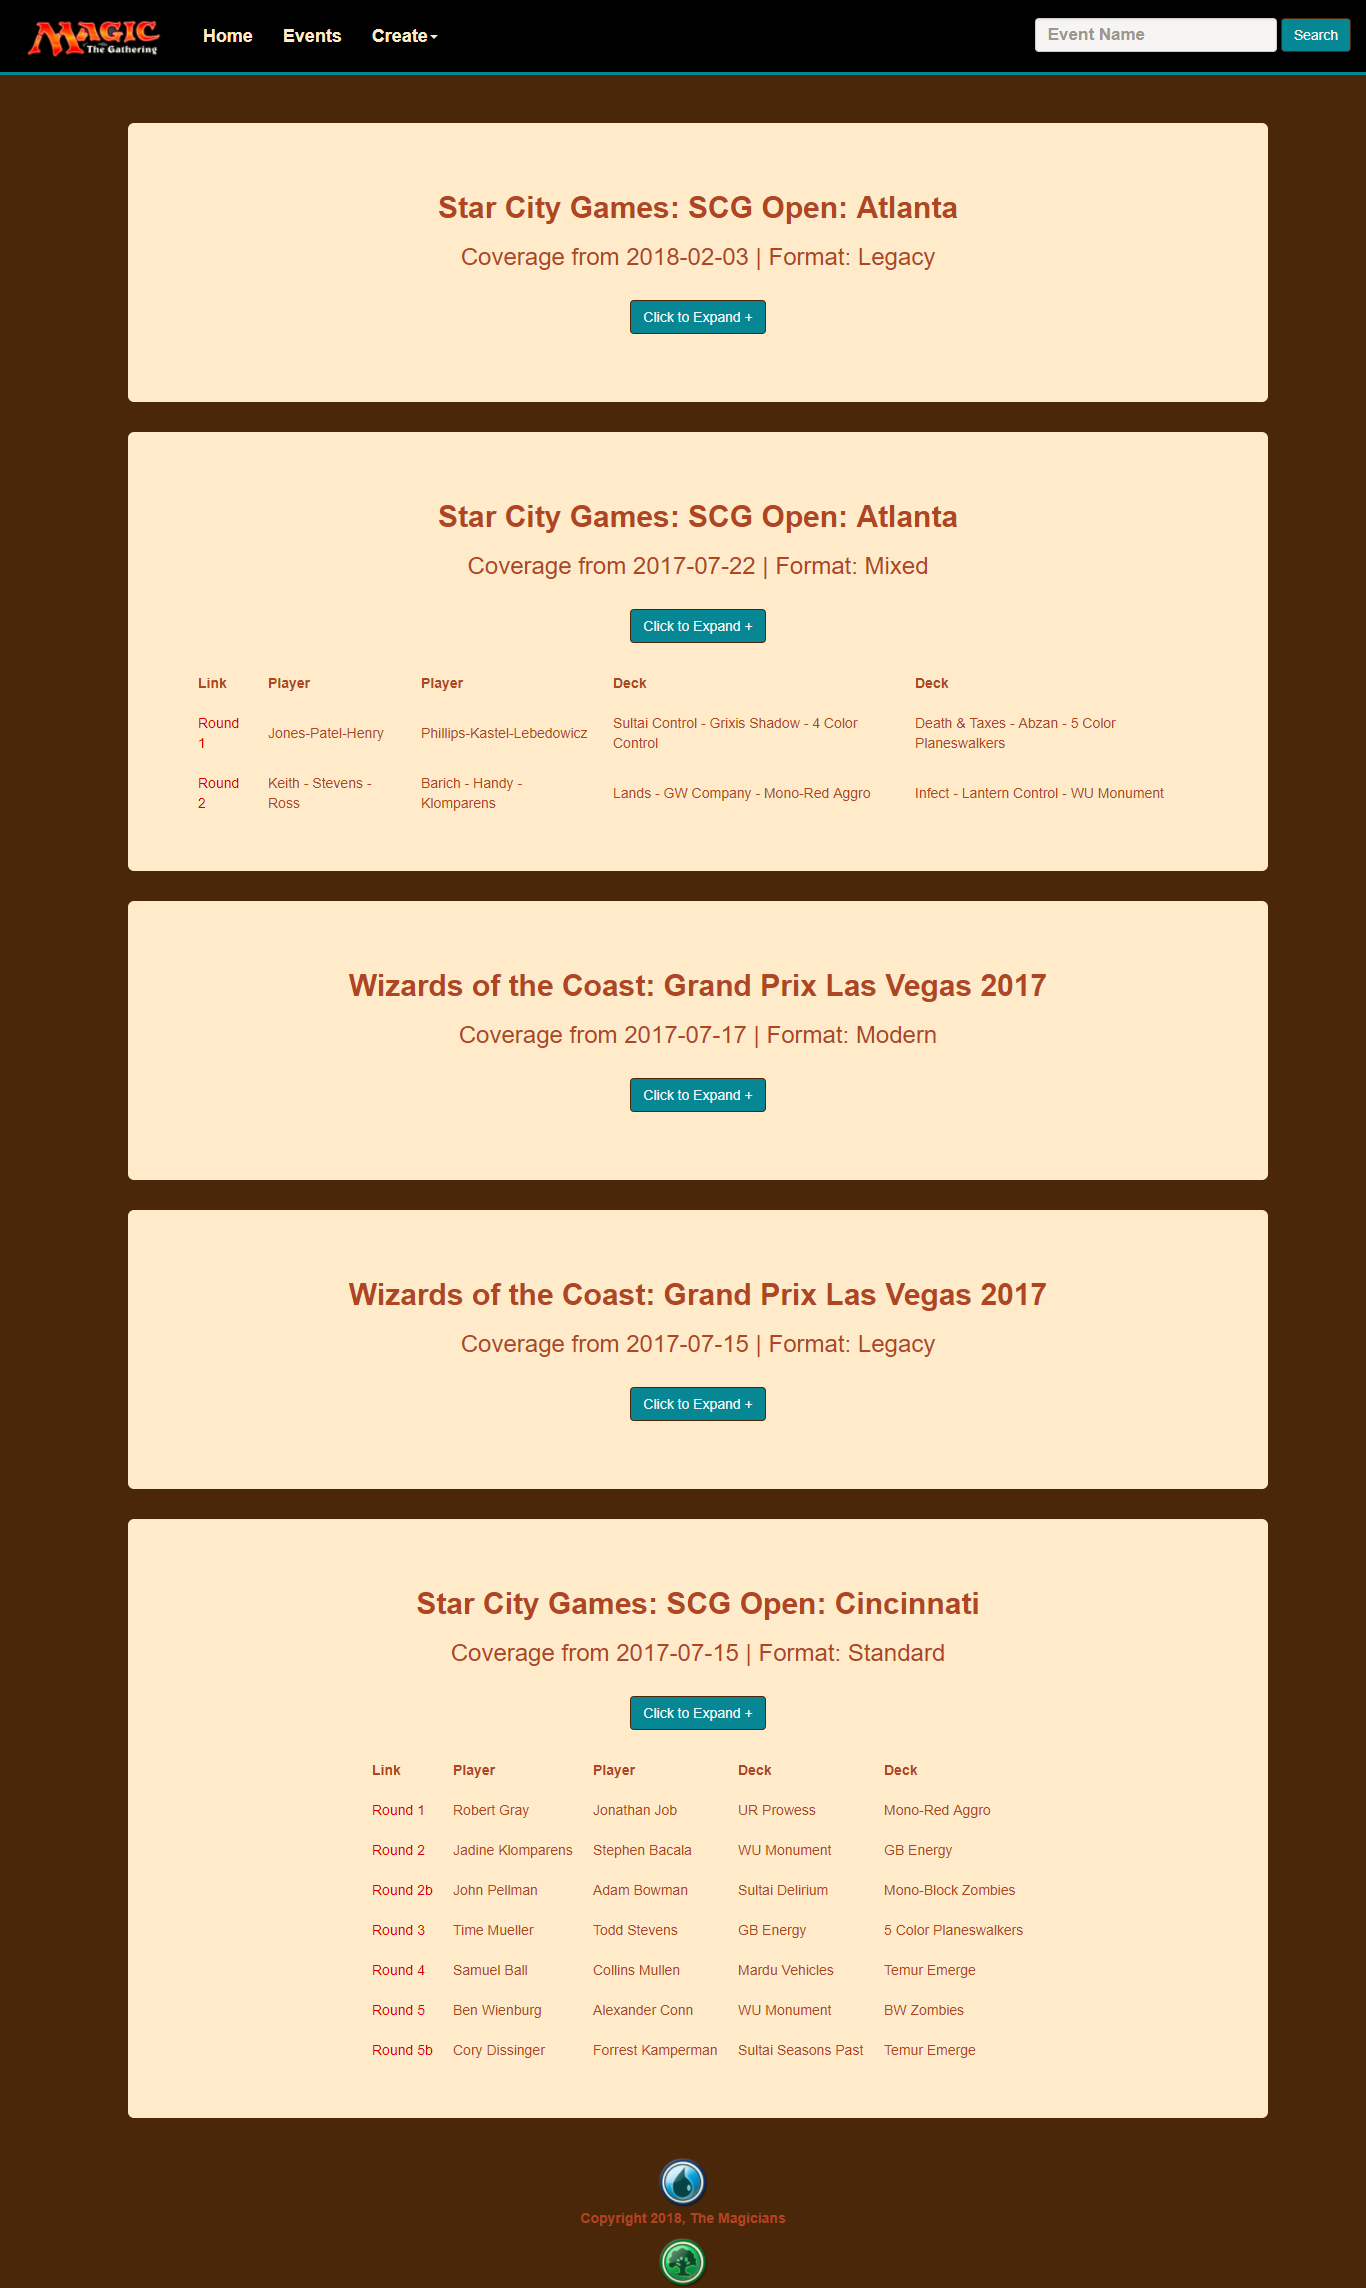 MAGIC
The Gathering
Home Events Create
Event Name Search
Star City Games: SCG Open: Atlanta
Coverage from 2018-02-03 | Format: Legacy
Click to Expand +
Star City Games: SCG Open: Atlanta
Coverage from 2017-07-22 | Format: Mixed
Click to Expand +
Link Player Player Deck Deck
Round 1 Jones-Patel-Henry Phillips-Kastel-Lebedowicz Sultai Control - Grixis Shadow - 4 Color Control Death & Taxes - Abzan - 5 Color Planeswalkers
Round 2 Keith - Stevens - Ross Barich - Handy - Klomparens Lands - GW Company - Mono-Red Aggro Infect - Lantern Control - WU Monument
Wizards of the Coast: Grand Prix Las Vegas 2017
Coverage from 2017-07-17 | Format: Modern
Click to Expand +
Wizards of the Coast: Grand Prix Las Vegas 2017
Coverage from 2017-07-15 | Format: Legacy
Click to Expand +
Star City Games: SCG Open: Cincinnati
Coverage from 2017-07-15 | Format: Standard
Click to Expand +
Link Player Player Deck Deck
Round 1 Robert Gray Jonathan Job UR Prowess Mono-Red Aggro
Round 2 Jadine Klomparens Stephen Bacala WU Monument GB Energy
Round 2b John Pellman Adam Bowman Sultai Delirium Mono-Block Zombies
Round 3 Time Mueller Todd Stevens GB Energy 5 Color Planeswalkers
Round 4 Samuel Ball Collins Mullen Mardu Vehicles Temur Emerge
Round 5 Ben Wienburg Alexander Conn WU Monument BW Zombies
Round 5b Cory Dissinger Forrest Kamperman Sultai Seasons Past Temur Emerge
Copyright 2018, The Magicians